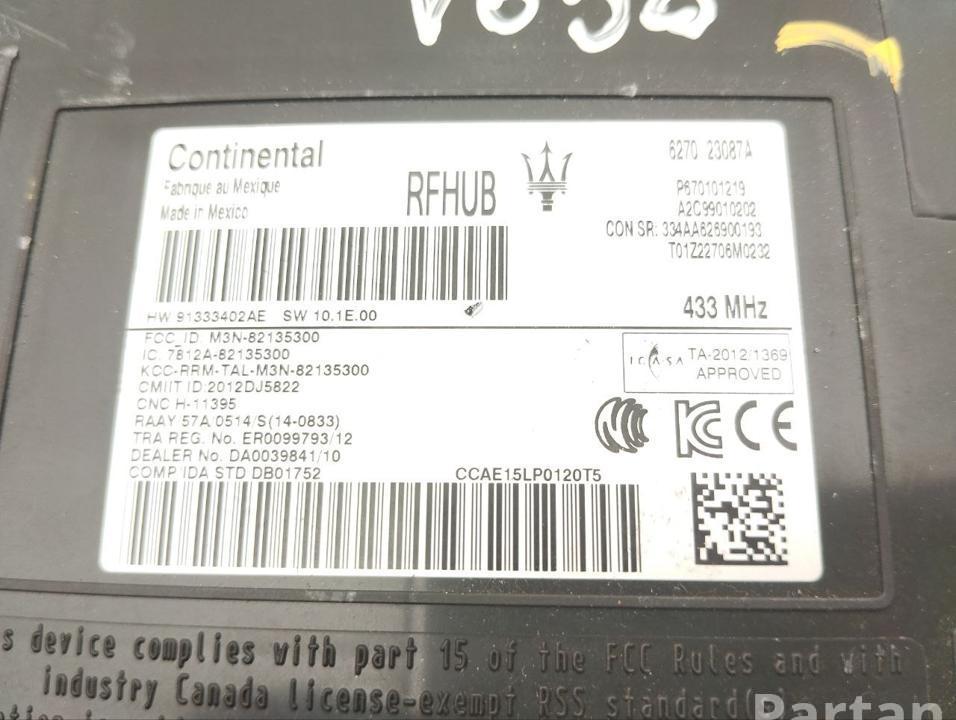 V696
Continental
Fabriqué au Mexique
Made in Mexico
RFHUB
6270 23087A
P670101219
A2C99010202
CON SR: 334AA626900193
T01Z22706M0232
HW 91333402AE SW 10.1E.00
433 MHz
FCC_ID: M3N-82135300
IC: 7812A-82135300
KCC-RRM-TAL-M3N-82135300
CMIIT ID:2012DJ5822
CNC H-11395
RAAY/57A/0514/S(14-0833)
TRA REG. No. ER0099793/12
DEALER No. DA0039841/10
COMP IDA STD DB01752
CCAE15LP0120T5
ICASA TA-2012/1369
APPROVED
CE
device complies with part 15 of the FCC Rules and with
industry Canada license-exempt RSS standard(
Partan